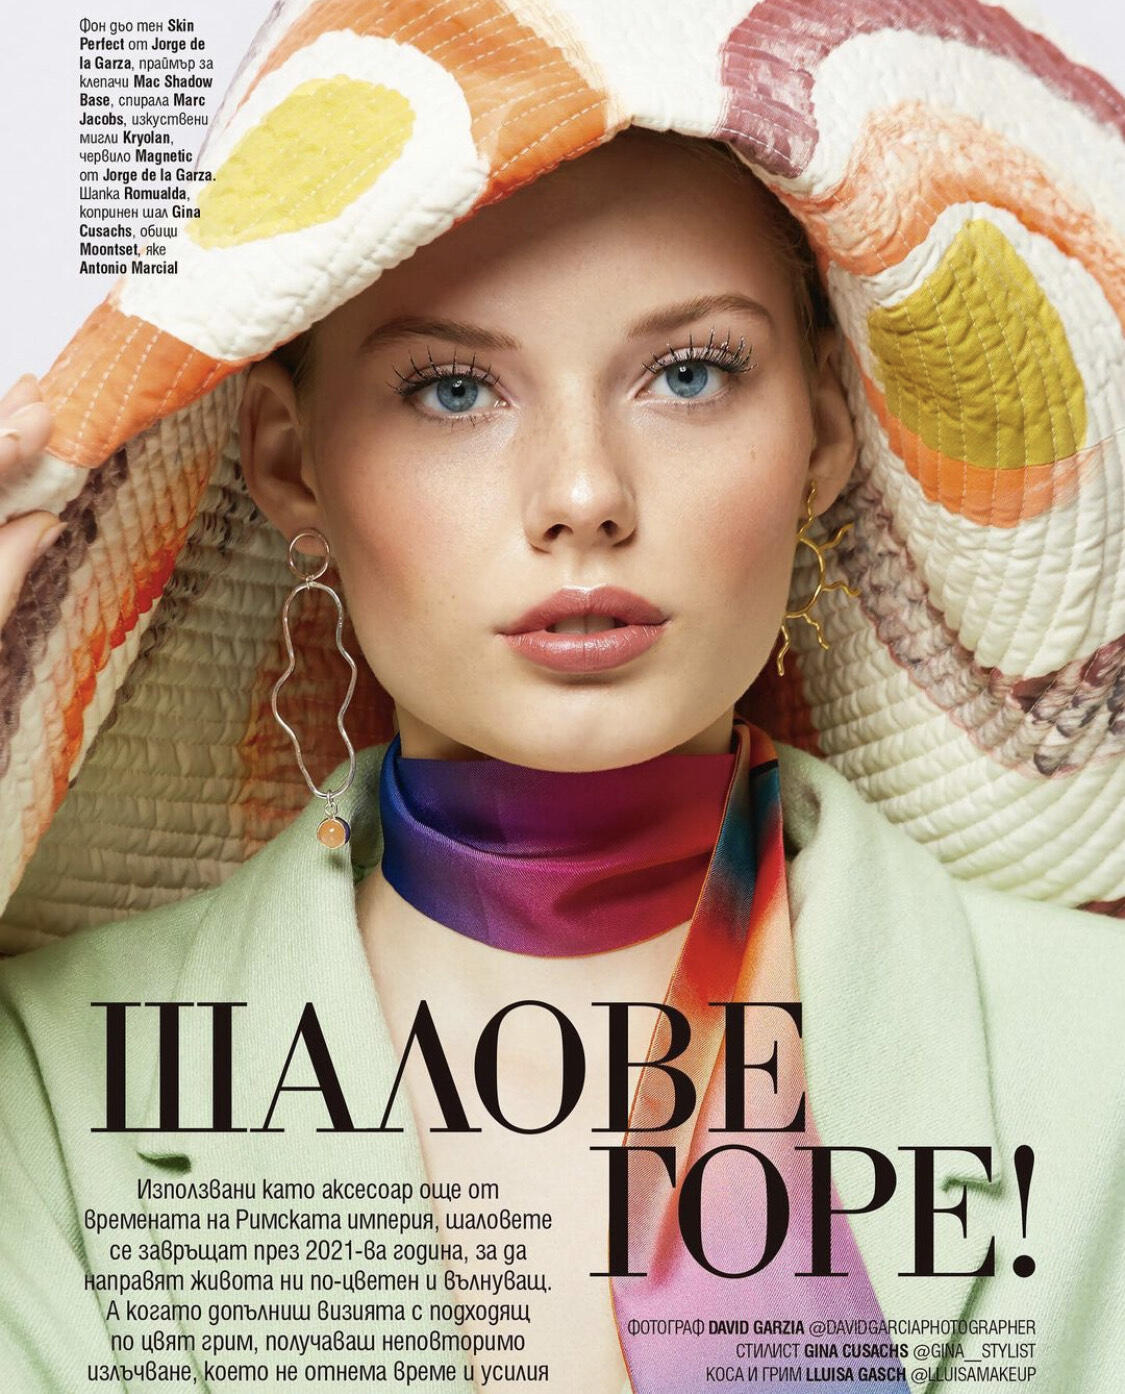 Фон дьо тен Skin
Perfect от Jorge de
la Garza, праймър за
клепачи Mac Shadow
Base, спирала Marc
Jacobs, изкуствени
мигли Kryolan,
червило Magnetic
от Jorge de la Garza.
Шапка Romualda,
копринен шал Gina
Cusachs, обици
Moontset, яке
Antonio Marcial
ШАЛОВЕ
ГОРЕ!
Използвани като аксесоар още от
времената на Римската империя, шаловете
се завръщат през 2021-ва година, за да
направят живота ни по-цветен и вълнуващ.
А когато допълниш визията с подходящ
по цвят грим, получаваш неповторимо
излъчване, което не отнема време и усилия
ФОТОГРАФ DAVID GARZIA @DAVIDGARCIAPHOTOGRAPHER
СТИЛИСТ GINA CUSACHS @GINA__STYLIST
КОСА И ГРИМ LLUISA GASCH @LLUISAMAKEUP